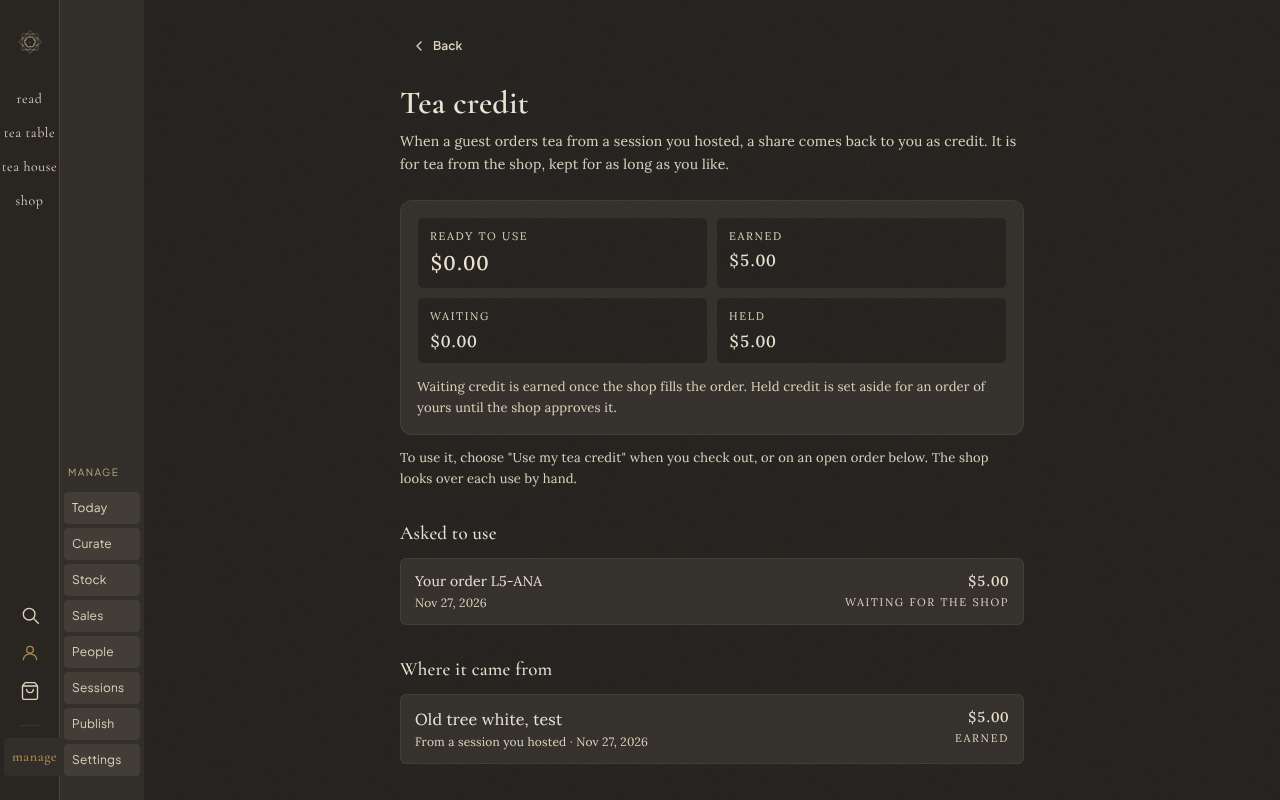 read
tea table
tea house
shop
manage
MANAGE
Today
Curate
Stock
Sales
People
Sessions
Publish
Settings
Back
Tea credit
When a guest orders tea from a session you hosted, a share comes back to you as credit. It is
for tea from the shop, kept for as long as you like.
READY TO USE
$0.00
EARNED
$5.00
WAITING
$0.00
HELD
$5.00
Waiting credit is earned once the shop fills the order. Held credit is set aside for an order of
yours until the shop approves it.
To use it, choose "Use my tea credit" when you check out, or on an open order below. The shop
looks over each use by hand.
Asked to use
Your order L5-ANA
$5.00
Nov 27, 2026
WAITING FOR THE SHOP
Where it came from
Old tree white, test
$5.00
From a session you hosted · Nov 27, 2026
EARNED